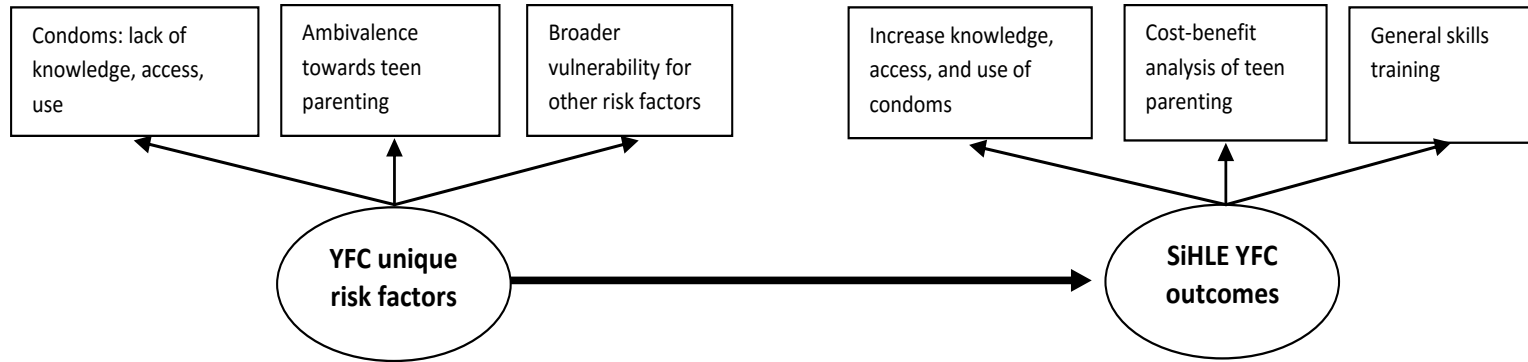 Condoms: lack of
knowledge, access,
use
Ambivalence
towards teen
parenting
Broader
vulnerability for
other risk factors
Increase knowledge,
access, and use of
condoms
Cost-benefit
analysis of teen
parenting
General skills
training
YFC unique
risk factors
SiHLE YFC
outcomes